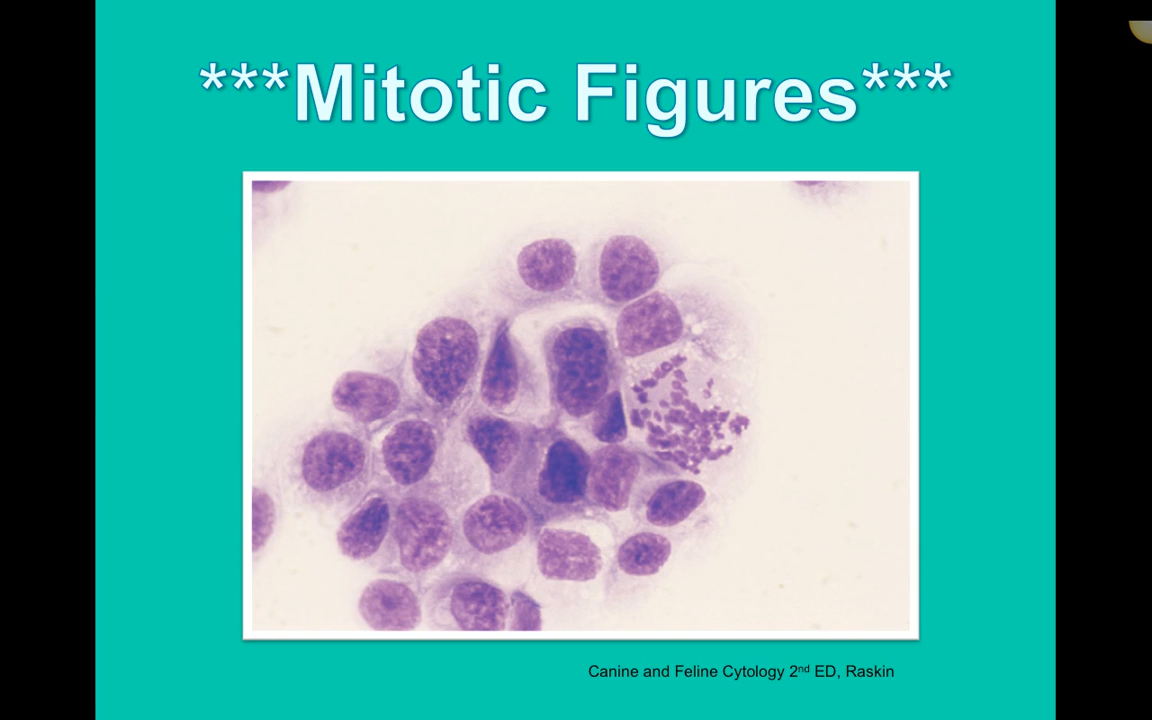 ***Mitotic Figures***
Canine and Feline Cytology 2nd ED, Raskin